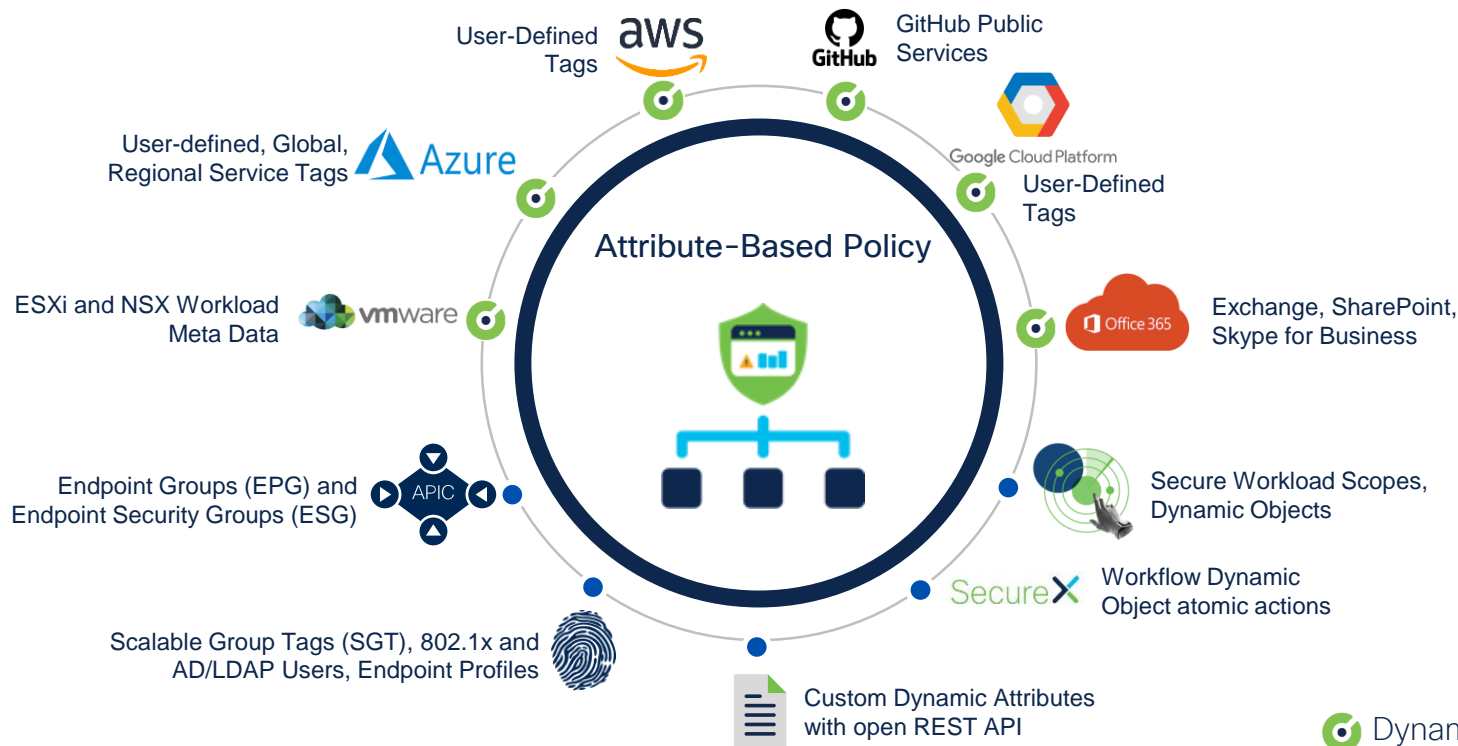 User-Defined
Tags
aws
GitHub
GitHub Public
Services
User-defined, Global,
Regional Service Tags
Azure
Google Cloud Platform
User-Defined
Tags
Attribute-Based Policy
ESXi and NSX Workload
Meta Data
vmware
Office 365
Exchange, SharePoint,
Skype for Business
Endpoint Groups (EPG) and
Endpoint Security Groups (ESG)
APIC
Secure Workload Scopes,
Dynamic Objects
SecureX
Workflow Dynamic
Object atomic actions
Scalable Group Tags (SGT), 802.1x and
AD/LDAP Users, Endpoint Profiles
Custom Dynamic Attributes
with open REST API